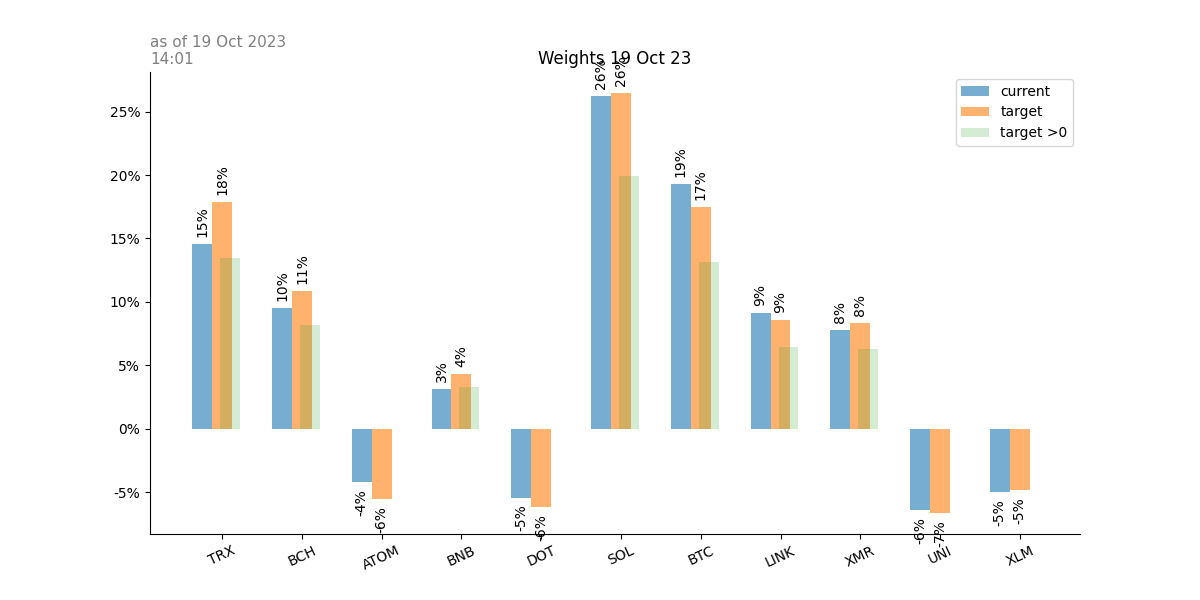 as of 19 Oct 2023
14:01
Weights 19 Oct 23
current
target
target >0
25%
20%
15%
10%
5%
0%
-5%
15%
18%
10%
11%
-4%
-6%
3%
4%
-5%
-6%
26%
26%
19%
17%
9%
9%
8%
8%
-6%
-7%
-5%
-5%
TRX
BCH
ATOM
BNB
DOT
SOL
BTC
LINK
XMR
UNI
XLM